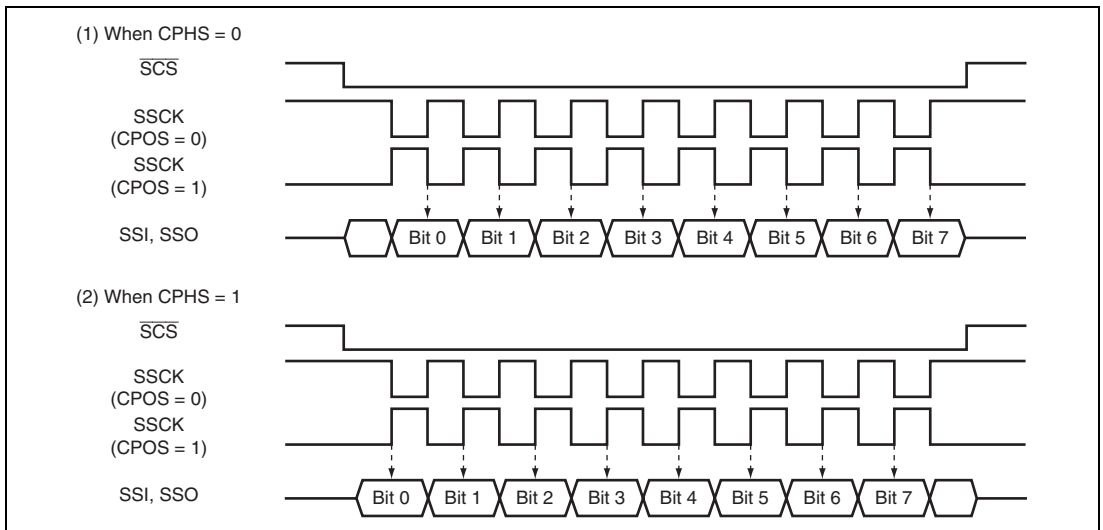 (1) When CPHS = 0
SCS
SSCK
(CPOS = 0)
SSCK
(CPOS = 1)
SSI, SSO
Bit 0 Bit 1 Bit 2 Bit 3 Bit 4 Bit 5 Bit 6 Bit 7
(2) When CPHS = 1
SCS
SSCK
(CPOS = 0)
SSCK
(CPOS = 1)
SSI, SSO
Bit 0 Bit 1 Bit 2 Bit 3 Bit 4 Bit 5 Bit 6 Bit 7